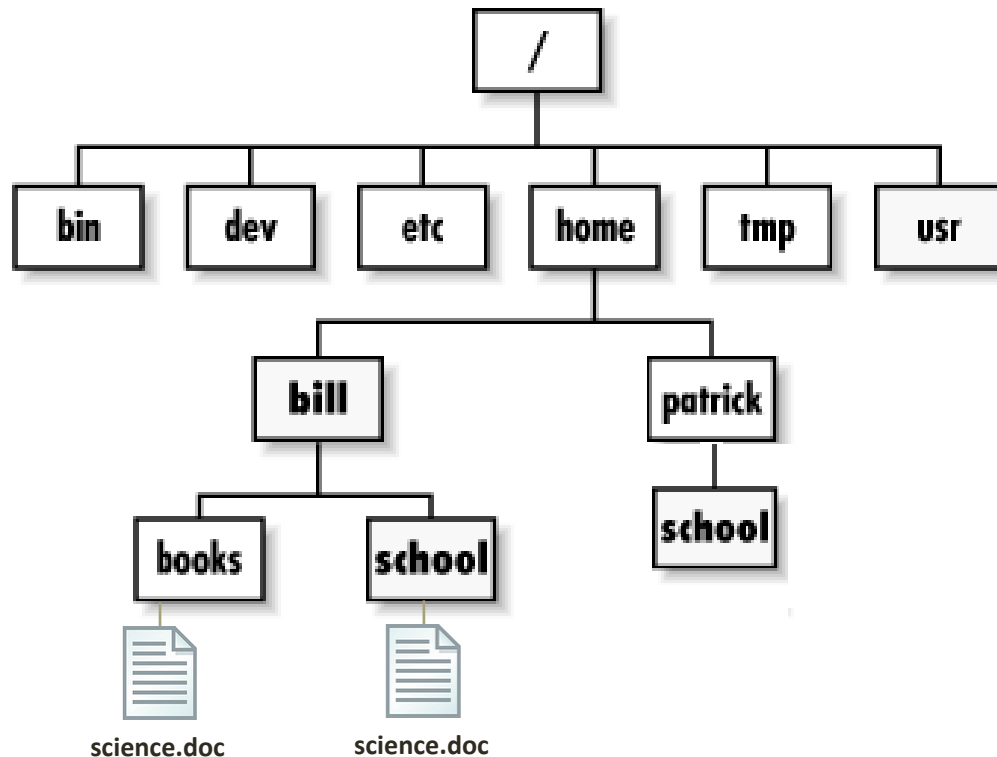 /
bin dev etc home tmp usr
bill patrick
books school school
science.doc science.doc